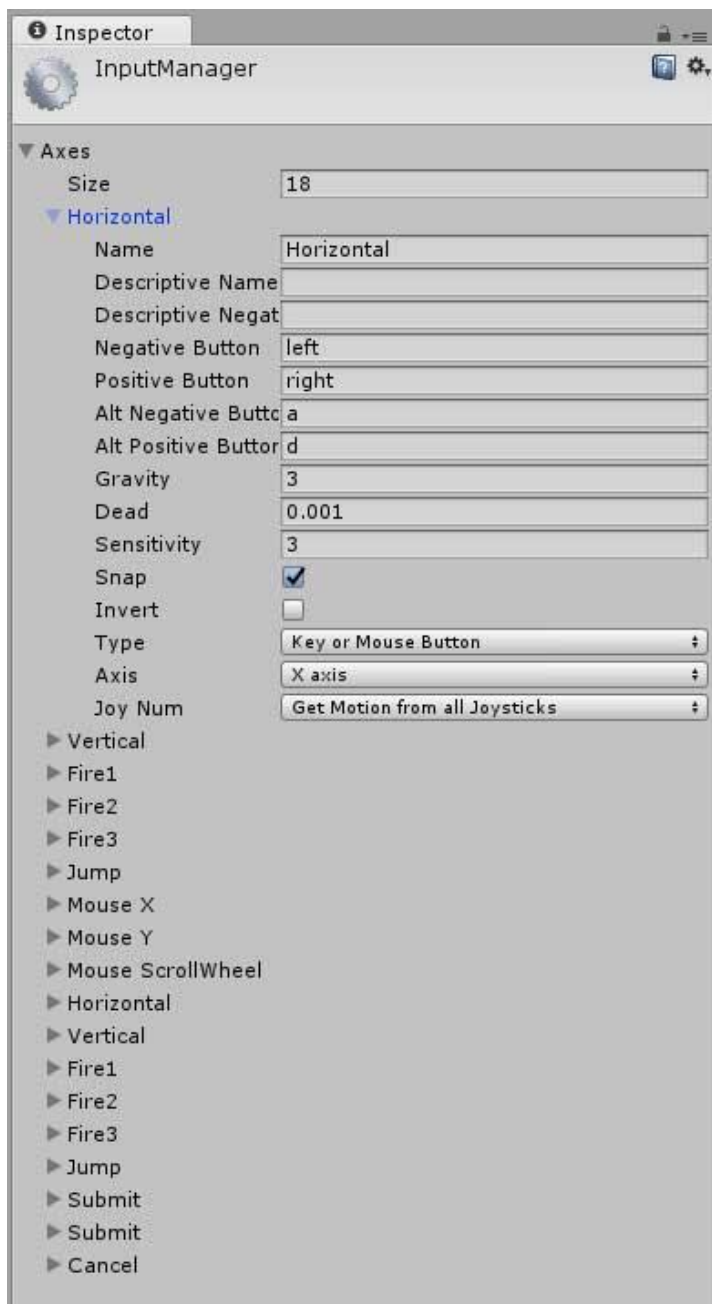 Inspector
InputManager
Axes
Size 18
Horizontal
Name Horizontal
Descriptive Name
Descriptive Negat
Negative Button left
Positive Button right
Alt Negative Butto a
Alt Positive Button d
Gravity 3
Dead 0.001
Sensitivity 3
Snap
Invert
Type Key or Mouse Button
Axis X axis
Joy Num Get Motion from all Joysticks
Vertical
Fire1
Fire2
Fire3
Jump
Mouse X
Mouse Y
Mouse ScrollWheel
Horizontal
Vertical
Fire1
Fire2
Fire3
Jump
Submit
Submit
Cancel